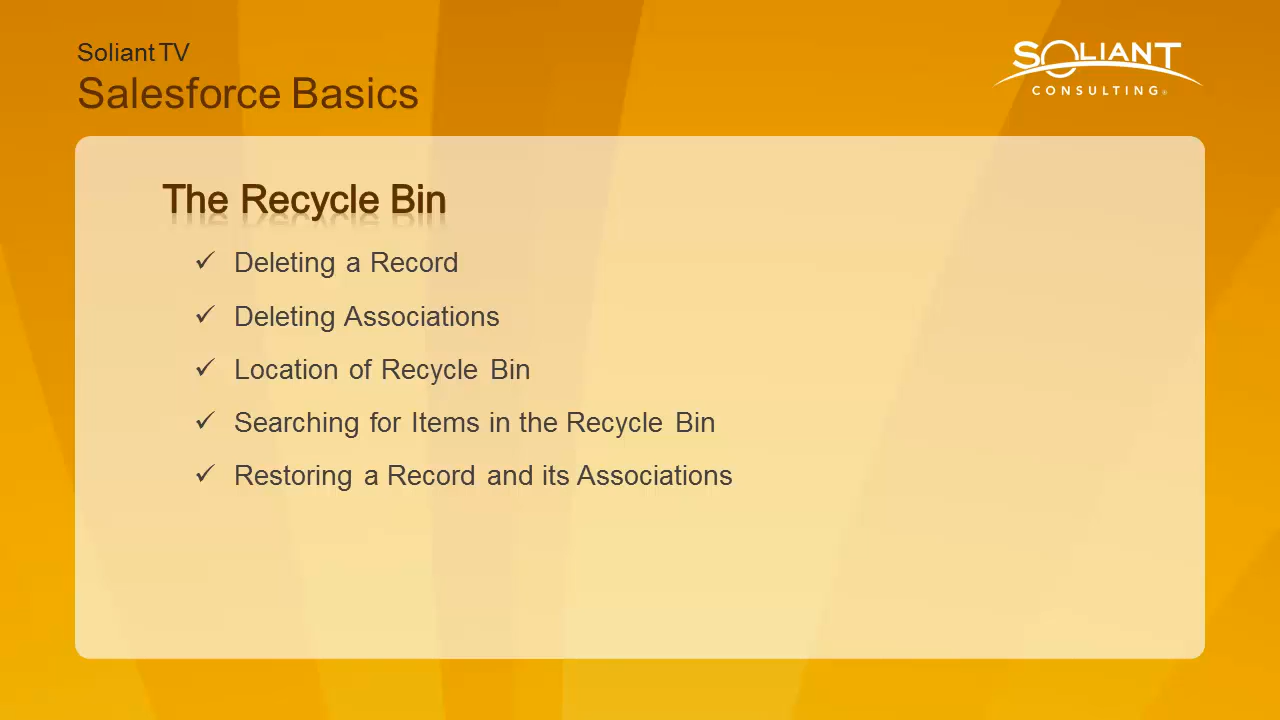 Soliant TV
Salesforce Basics
SOLIANT
CONSULTING®
The Recycle Bin
✓ Deleting a Record
✓ Deleting Associations
✓ Location of Recycle Bin
✓ Searching for Items in the Recycle Bin
✓ Restoring a Record and its Associations